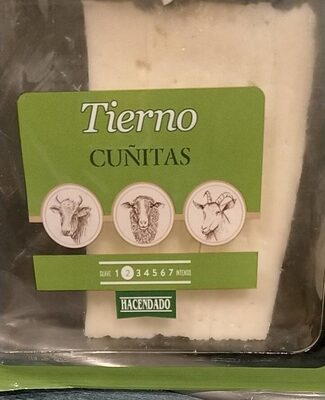 Tierno
CUÑITAS
SUAVE 1 2 3 4 5 6 7 INTENSO
HACENDADO